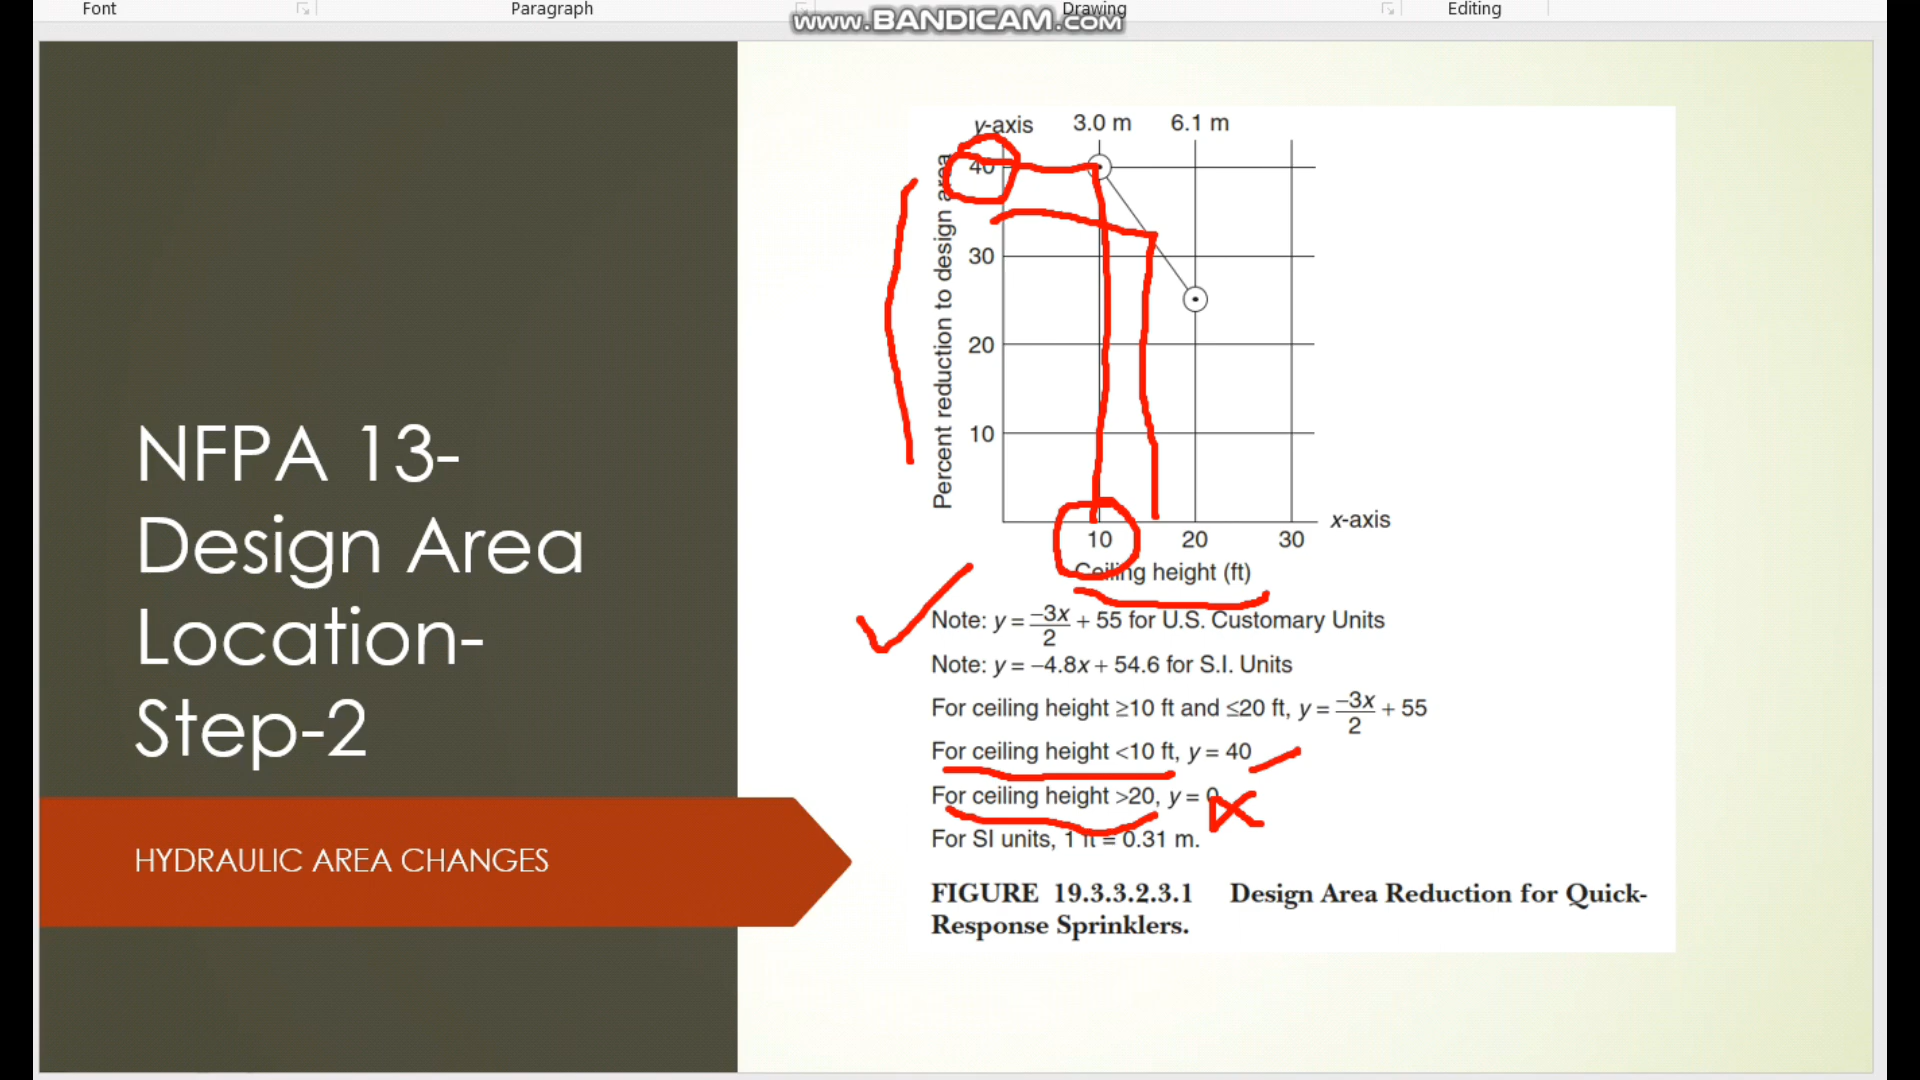 Font
Paragraph
Drawing
Editing
WWW.BANDICAM.COM
NFPA 13-
Design Area
Location-
Step-2
HYDRAULIC AREA CHANGES
y-axis
3.0 m
6.1 m
Percent reduction to design area
40
30
20
10
10
20
30
x-axis
Ceiling height (ft)
Note: y = −3x/2 + 55 for U.S. Customary Units
Note: y = −4.8x + 54.6 for S.I. Units
For ceiling height ≥10 ft and ≤20 ft, y = −3x/2 + 55
For ceiling height <10 ft, y = 40
For ceiling height >20, y = 0
For SI units, 1 ft = 0.31 m.
FIGURE 19.3.3.2.3.1 Design Area Reduction for Quick-
Response Sprinklers.